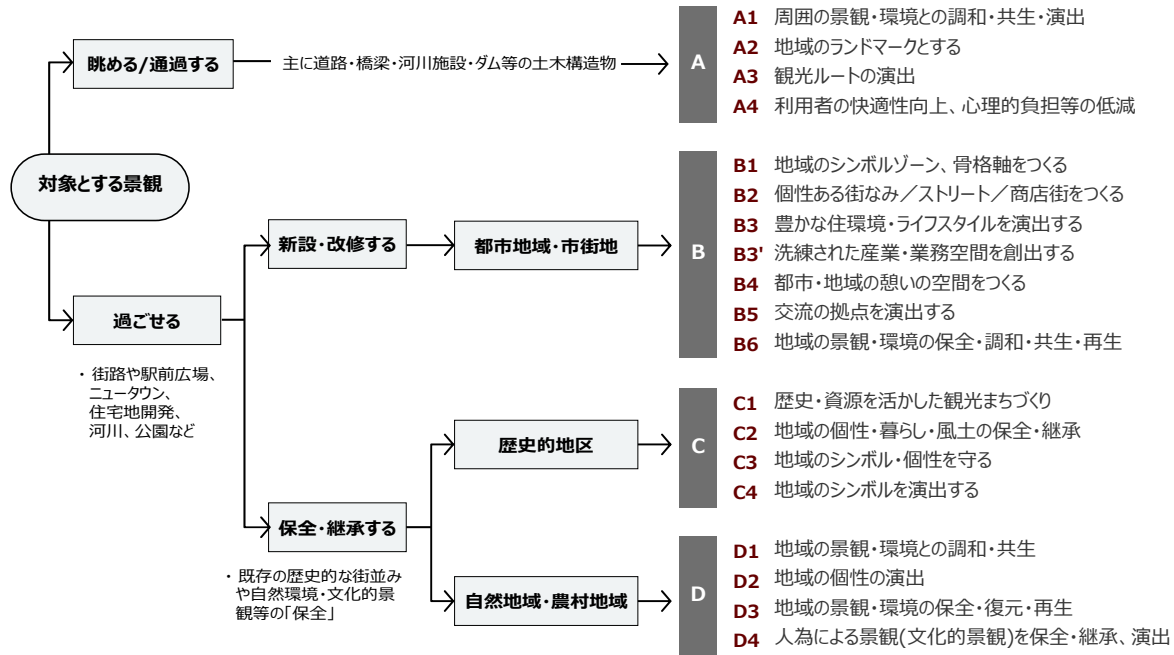 対象とする景観
眺める/通過する
主に道路・橋梁・河川施設・ダム等の土木構造物
A
A1 周囲の景観・環境との調和・共生・演出
A2 地域のランドマークとする
A3 観光ルートの演出
A4 利用者の快適性向上、心理的負担等の低減
過ごせる
・ 街路や駅前広場、
ニュータウン、
住宅地開発、
河川、公園など
新設・改修する
都市地域・市街地
B
B1 地域のシンボルゾーン、骨格軸をつくる
B2 個性ある街なみ／ストリート／商店街をつくる
B3 豊かな住環境・ライフスタイルを演出する
B3' 洗練された産業・業務空間を創出する
B4 都市・地域の憩いの空間をつくる
B5 交流の拠点を演出する
B6 地域の景観・環境の保全・調和・共生・再生
保全・継承する
・ 既存の歴史的な街並み
や自然環境・文化的景
観等の「保全」
歴史的地区
C
C1 歴史・資源を活かした観光まちづくり
C2 地域の個性・暮らし・風土の保全・継承
C3 地域のシンボル・個性を守る
C4 地域のシンボルを演出する
自然地域・農村地域
D
D1 地域の景観・環境との調和・共生
D2 地域の個性の演出
D3 地域の景観・環境の保全・復元・再生
D4 人為による景観(文化的景観)を保全・継承、演出